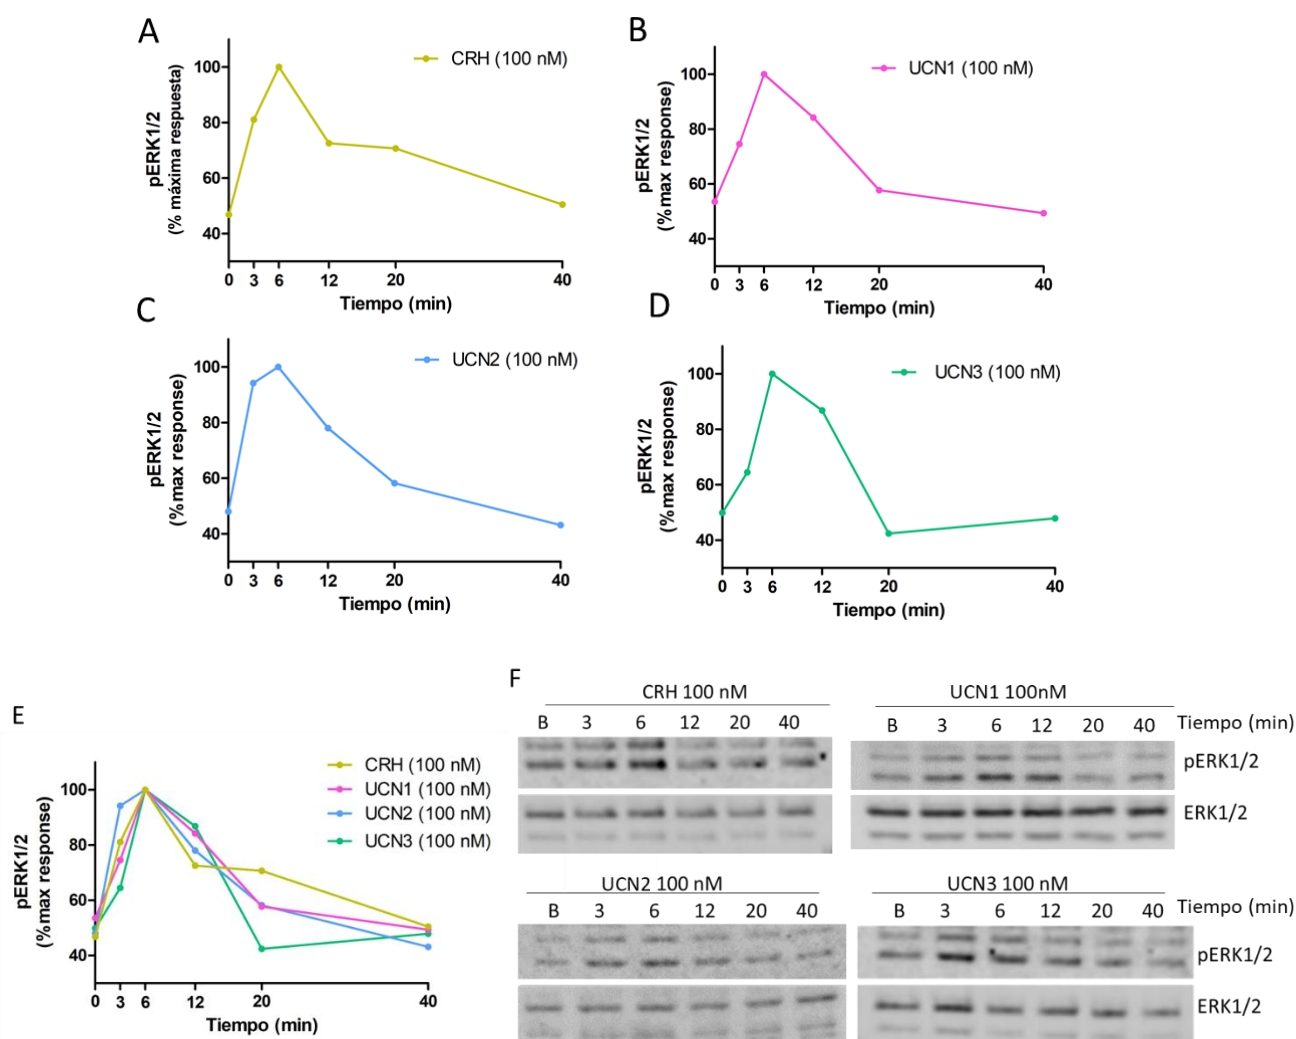 A
CRH (100 nM)
pERK1/2
(% máxima respuesta)
100
80
60
40
0 3 6 12 20 40
Tiempo (min)
B
UCN1 (100 nM)
pERK1/2
(%max response)
100
80
60
40
0 3 6 12 20 40
Tiempo (min)
C
UCN2 (100 nM)
pERK1/2
(%max response)
100
80
60
40
0 3 6 12 20 40
Tiempo (min)
D
UCN3 (100 nM)
pERK1/2
(%max response)
100
80
60
40
0 3 6 12 20 40
Tiempo (min)
E
CRH (100 nM)
UCN1 (100 nM)
UCN2 (100 nM)
UCN3 (100 nM)
pERK1/2
(%max response)
100
80
60
40
0 3 6 12 20 40
Tiempo (min)
F
CRH 100 nM
B 3 6 12 20 40
UCN1 100nM
B 3 6 12 20 40 Tiempo (min)
pERK1/2
ERK1/2
UCN2 100 nM
B 3 6 12 20 40
UCN3 100 nM
B 3 6 12 20 40 Tiempo (min)
pERK1/2
ERK1/2